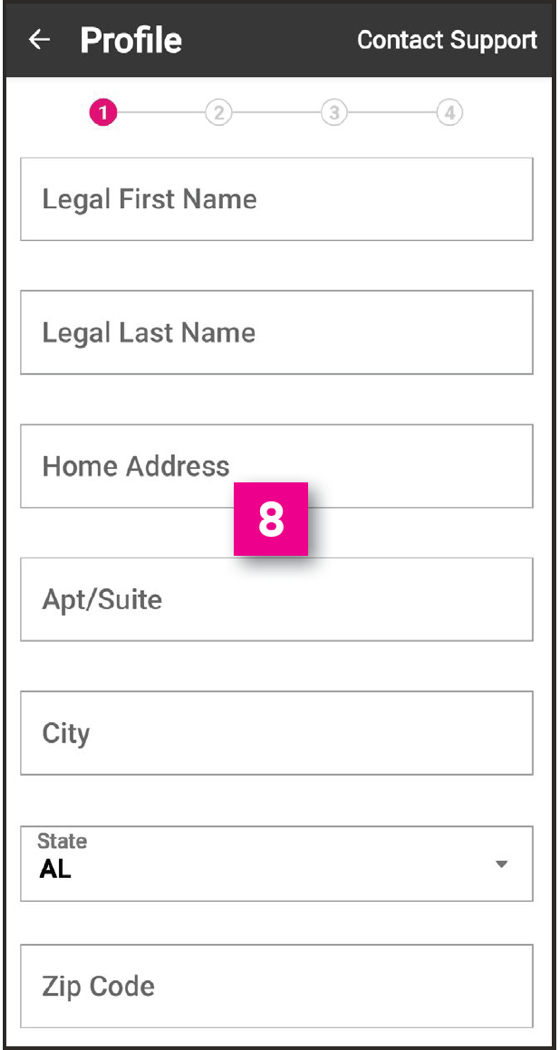 Profile Contact Support
1 2 3 4
Legal First Name
Legal Last Name
Home Address
8
Apt/Suite
City
State
AL
Zip Code